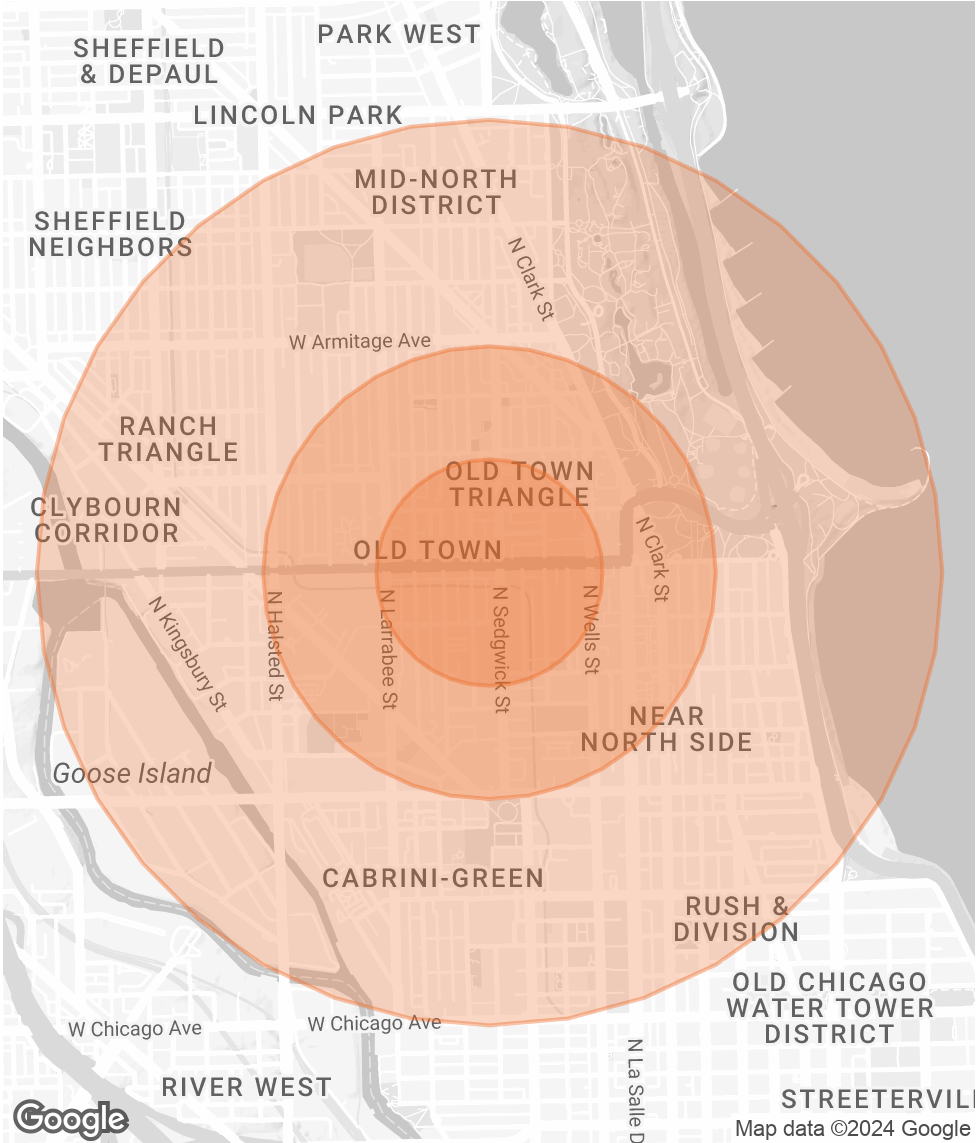 PARK WEST
SHEFFIELD
& DEPAUL
LINCOLN PARK
MID-NORTH
DISTRICT
SHEFFIELD
NEIGHBORS
N Clark St
W Armitage Ave
RANCH
TRIANGLE
OLD TOWN
TRIANGLE
CLYBOURN
CORRIDOR
OLD TOWN
N Clark St
N Kingsbury St
N Halsted St
N Larrabee St
N Sedgwick St
N Wells St
NEAR
NORTH SIDE
Goose Island
CABRINI-GREEN
RUSH &
DIVISION
OLD CHICAGO
WATER TOWER
DISTRICT
W Chicago Ave
W Chicago Ave
N La Salle D
RIVER WEST
STREETERVIL
Google
Map data ©2024 Google